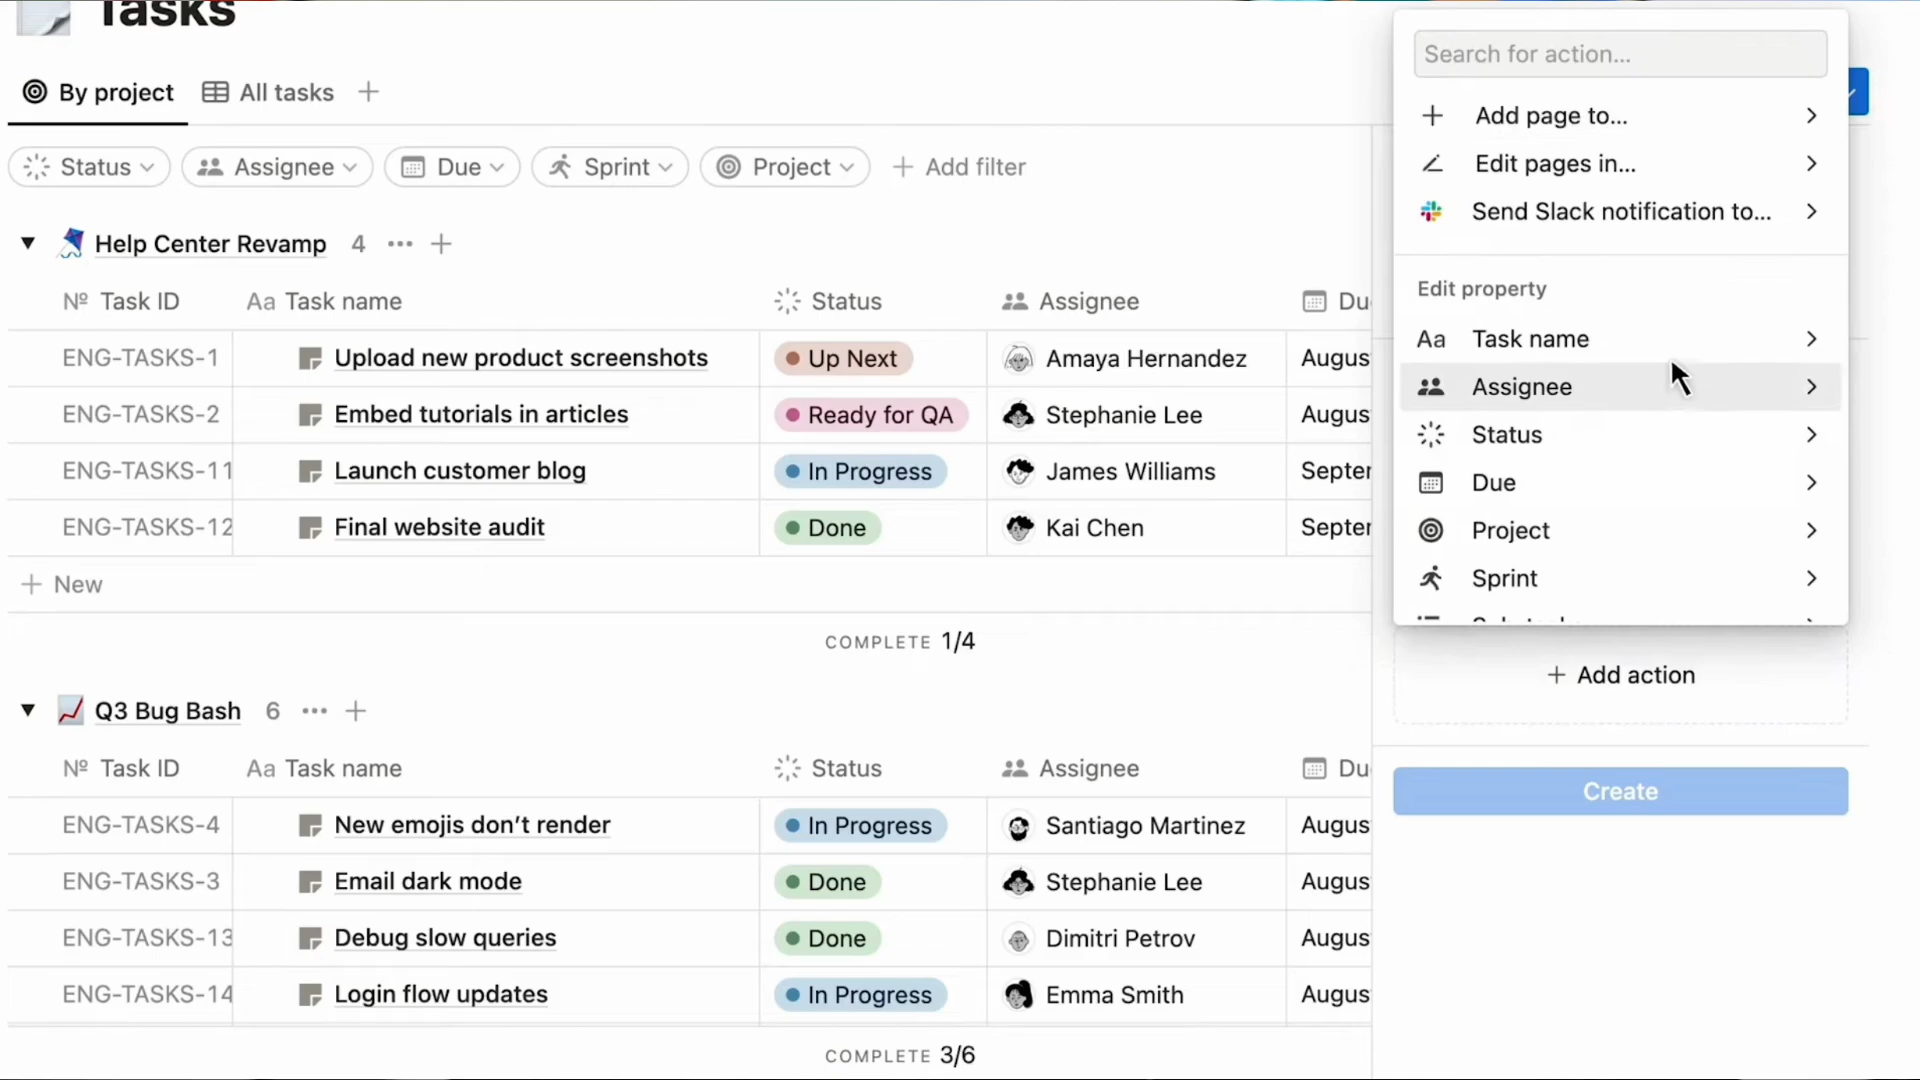 Tasks
By project All tasks
Status Assignee Due Sprint Project Add filter
Help Center Revamp 4
Nº Task ID Aa Task name Status Assignee Du
ENG-TASKS-1 Upload new product screenshots Up Next Amaya Hernandez Augus
ENG-TASKS-2 Embed tutorials in articles Ready for QA Stephanie Lee Augus
ENG-TASKS-11 Launch customer blog In Progress James Williams Septer
ENG-TASKS-12 Final website audit Done Kai Chen Septer
+ New
COMPLETE 1/4
Q3 Bug Bash 6
Nº Task ID Aa Task name Status Assignee Du
ENG-TASKS-4 New emojis don’t render In Progress Santiago Martinez Augus
ENG-TASKS-3 Email dark mode Done Stephanie Lee Augus
ENG-TASKS-13 Debug slow queries Done Dimitri Petrov Augus
ENG-TASKS-14 Login flow updates In Progress Emma Smith Augus
COMPLETE 3/6
Search for action...
Add page to...
Edit pages in...
Send Slack notification to...
Edit property
Aa Task name
Assignee
Status
Due
Project
Sprint
+ Add action
Create